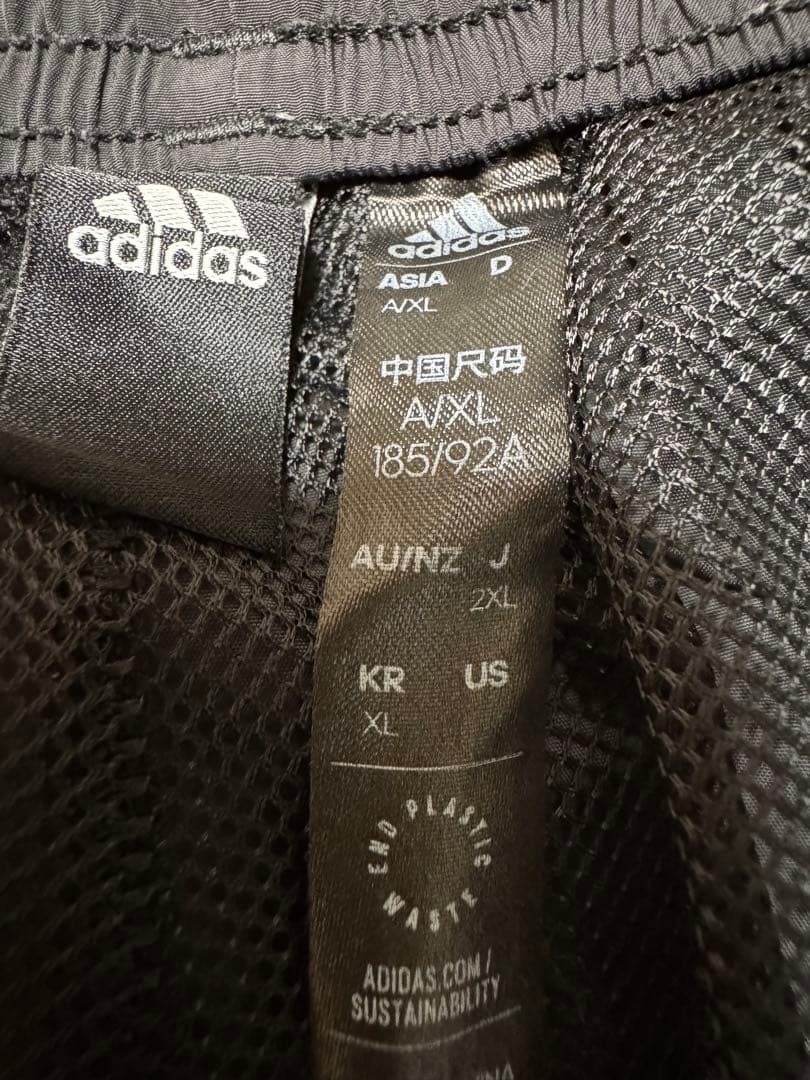 adidas
adidas
ASIA D
A/XL
中国尺码
A/XL
185/92A
AU/NZ J
2XL
KR US
XL
END PLASTIC WASTE
ADIDAS.COM/
SUSTAINABILITY